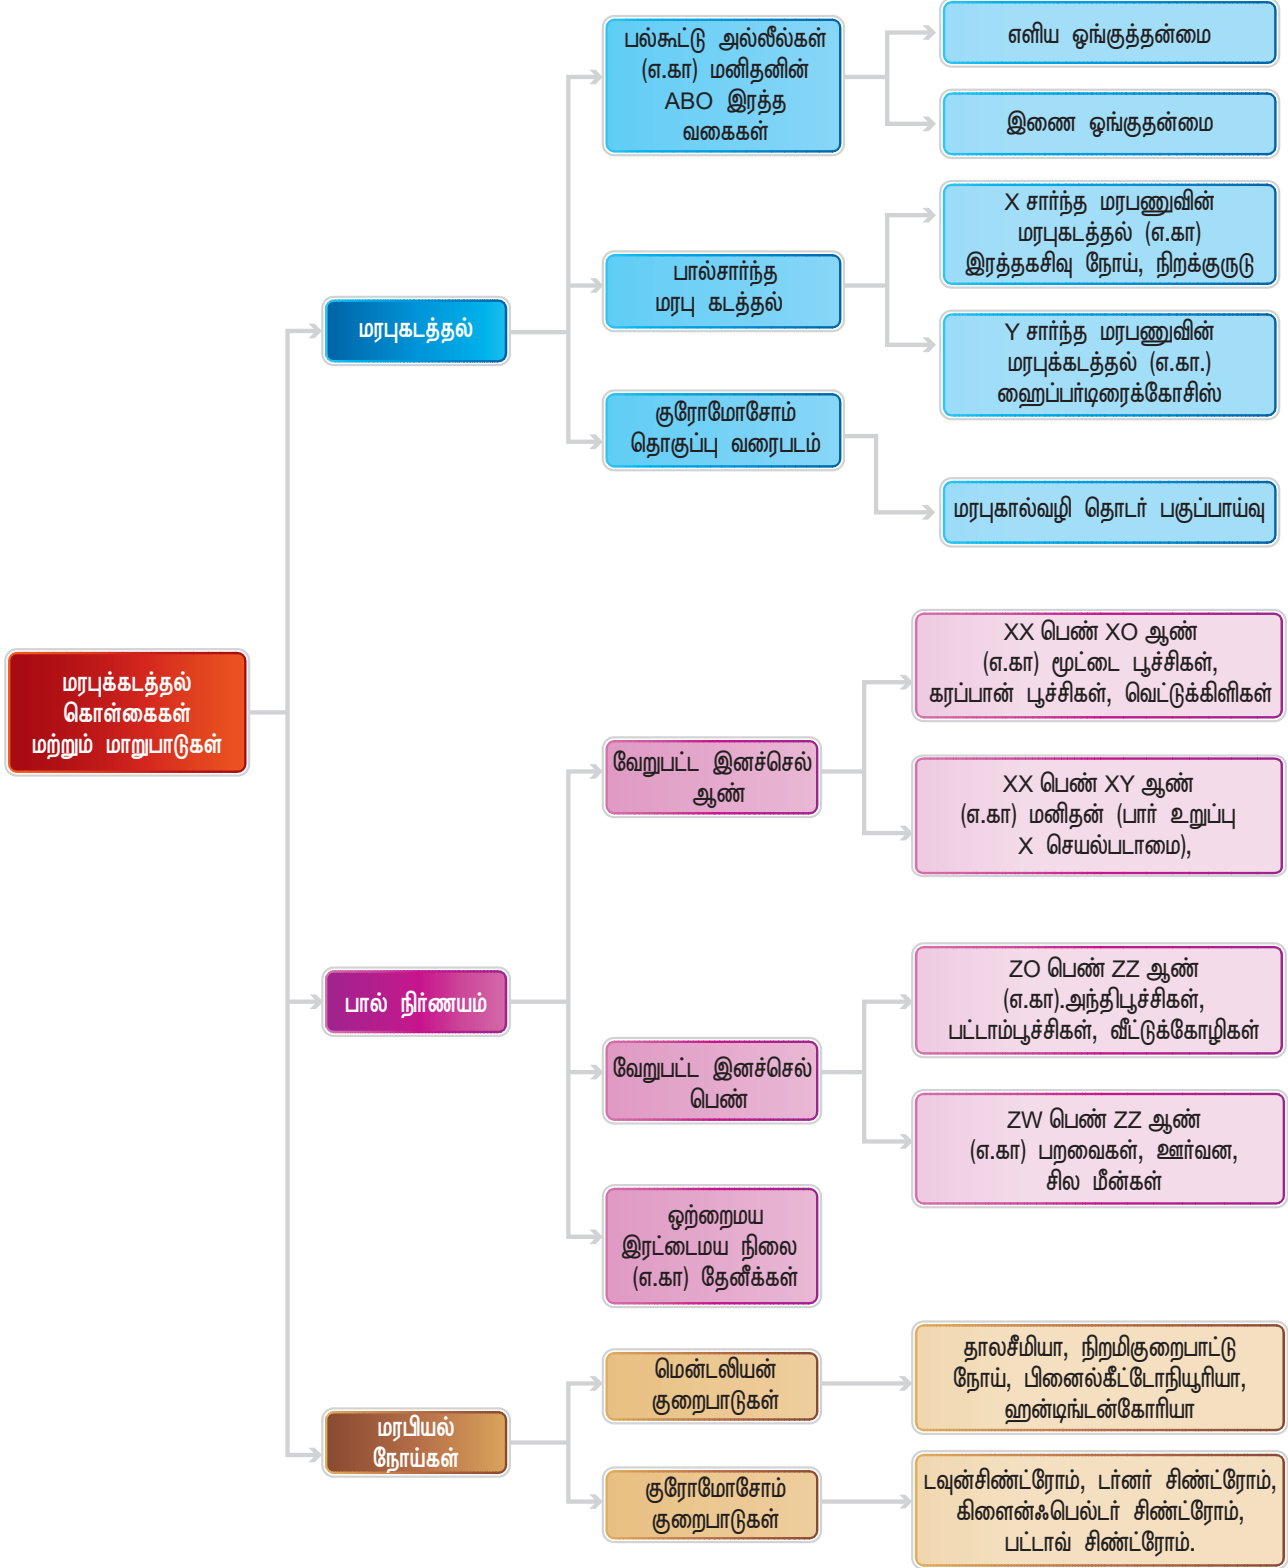 பல்கூட்டு அல்லீல்கள்
(எ.கா) மனிதனின்
ABO இரத்த
வகைகள்
எளிய ஒங்குத்தன்மை
இணை ஒங்குதன்மை
X சார்ந்த மரபணுவின்
மரபுகடத்தல் (எ.கா)
இரத்தகசிவு நோய், நிறக்குருடு
பால்சார்ந்த
மரபு கடத்தல்
மரபுகடத்தல்
Y சார்ந்த மரபணுவின்
மரபுக்கடத்தல் (எ.கா.)
ஹைப்பர்டிரைக்கோசிஸ்
குரோமோசோம்
தொகுப்பு வரைபடம்
மரபுகால்வழி தொடர் பகுப்பாய்வு
மரபுக்கடத்தல்
கொள்கைகள்
மற்றும் மாறுபாடுகள்
XX பெண் XO ஆண்
(எ.கா) மூட்டை பூச்சிகள்,
கரப்பான் பூச்சிகள், வெட்டுக்கிளிகள்
வேறுபட்ட இனச்செல்
ஆண்
XX பெண் XY ஆண்
(எ.கா) மனிதன் (பார் உறுப்பு
X செயல்படாமை),
பால் நிர்ணயம்
ZO பெண் ZZ ஆண்
(எ.கா).அந்திபூச்சிகள்,
பட்டாம்பூச்சிகள், வீட்டுக்கோழிகள்
வேறுபட்ட இனச்செல்
பெண்
ZW பெண் ZZ ஆண்
(எ.கா) பறவைகள், ஊர்வன,
சில மீன்கள்
ஒற்றைமய
இரட்டைமய நிலை
(எ.கா) தேனீக்கள்
மென்டலியன்
குறைபாடுகள்
தாலசீமியா, நிறமிகுறைபாட்டு
நோய், பினைல்கீட்டோநியூரியா,
ஹன்டிங்டன்கோரியா
மரபியல்
நோய்கள்
குரோமோசோம்
குறைபாடுகள்
டவுன்சிண்ட்ரோம், டர்னர் சிண்ட்ரோம்,
கிளைன்ஃபெல்டர் சிண்ட்ரோம்,
பட்டாவ் சிண்ட்ரோம்.